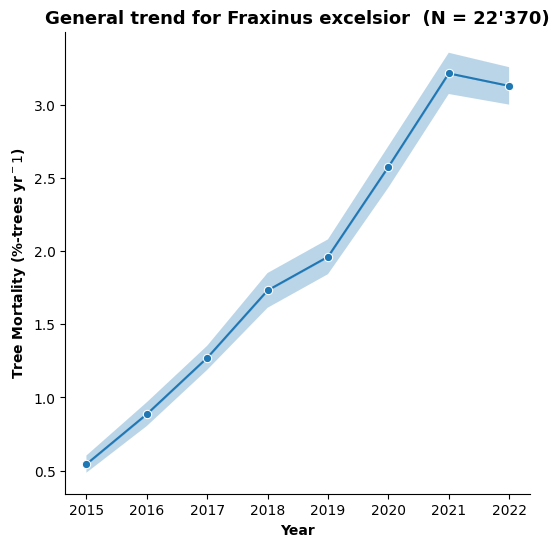 General trend for Fraxinus excelsior  (N = 22'370)
Tree Mortality (%-trees yr⁻1)
3.0
2.5
2.0
1.5
1.0
0.5
2015 2016 2017 2018 2019 2020 2021 2022
Year